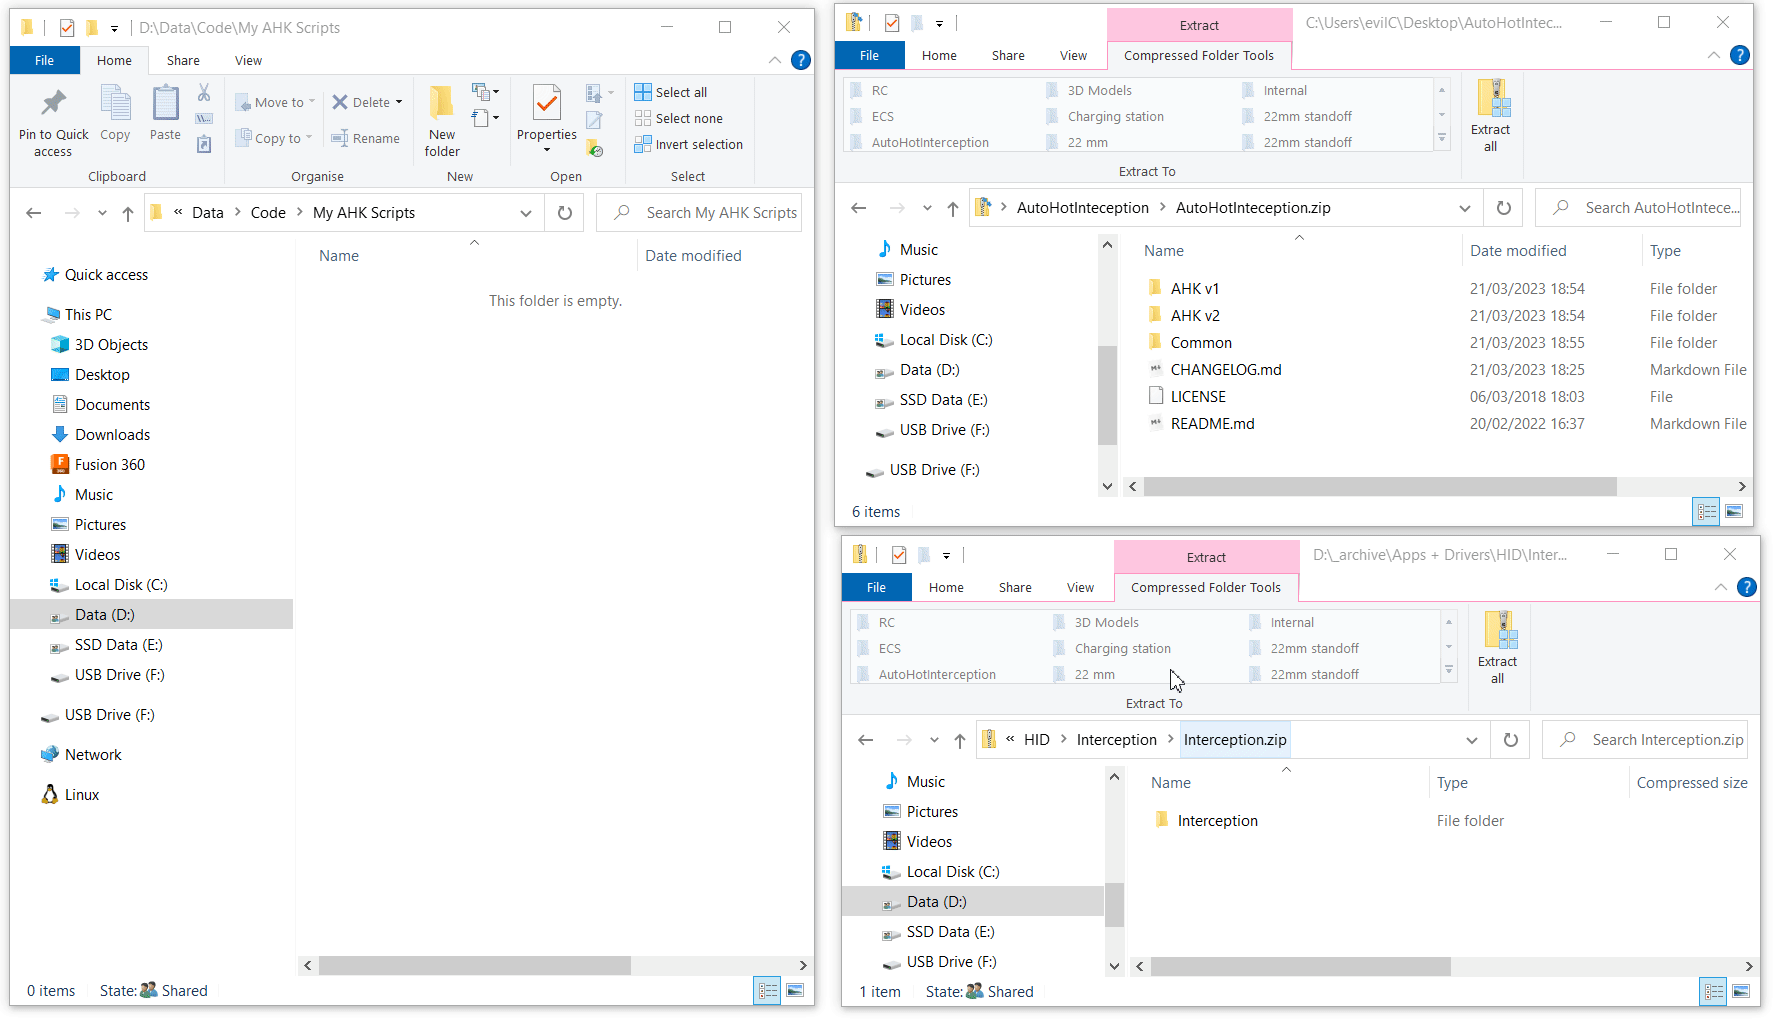 D:\Data\Code\My AHK Scripts
File Home Share View
Pin to Quick access
Copy
Paste
Clipboard
Move to
Copy to
Delete
Rename
Organise
New folder
New
Properties
Open
Select all
Select none
Invert selection
Select
« Data > Code > My AHK Scripts
Search My AHK Scripts
Name Date modified
This folder is empty.
Quick access
This PC
3D Objects
Desktop
Documents
Downloads
Fusion 360
Music
Pictures
Videos
Local Disk (C:)
Data (D:)
SSD Data (E:)
USB Drive (F:)
USB Drive (F:)
Network
Linux
0 items State: Shared
Extract
C:\Users\evilC\Desktop\AutoHotIntec...
File Home Share View Compressed Folder Tools
RC 3D Models Internal
ECS Charging station 22mm standoff
AutoHotInterception 22 mm 22mm standoff
Extract To
Extract all
AutoHotInteception > AutoHotInteception.zip
Search AutoHotIntece...
Music
Pictures
Videos
Local Disk (C:)
Data (D:)
SSD Data (E:)
USB Drive (F:)
USB Drive (F:)
Name Date modified Type
AHK v1 21/03/2023 18:54 File folder
AHK v2 21/03/2023 18:54 File folder
Common 21/03/2023 18:55 File folder
CHANGELOG.md 21/03/2023 18:25 Markdown File
LICENSE 06/03/2018 18:03 File
README.md 20/02/2022 16:37 Markdown File
6 items
Extract
D:\_archive\Apps + Drivers\HID\Inter...
File Home Share View Compressed Folder Tools
RC 3D Models Internal
ECS Charging station 22mm standoff
AutoHotInterception 22 mm 22mm standoff
Extract To
Extract all
« HID > Interception > Interception.zip
Search Interception.zip
Music
Pictures
Videos
Local Disk (C:)
Data (D:)
SSD Data (E:)
USB Drive (F:)
Name Type Compressed size
Interception File folder
1 item State: Shared